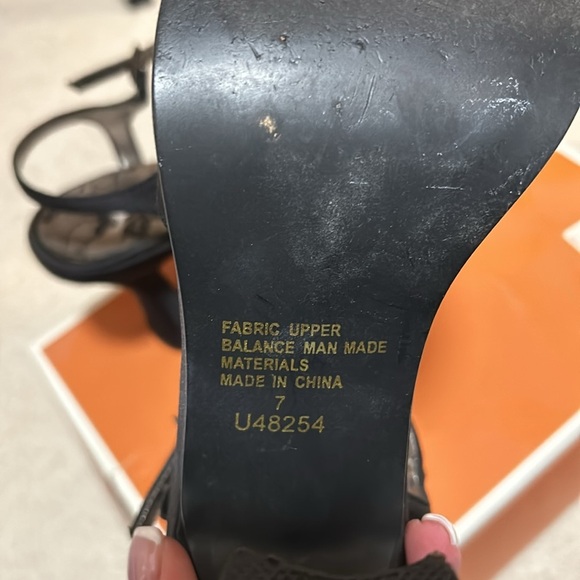 FABRIC UPPER
BALANCE MAN MADE
MATERIALS
MADE IN CHINA
7
U48254